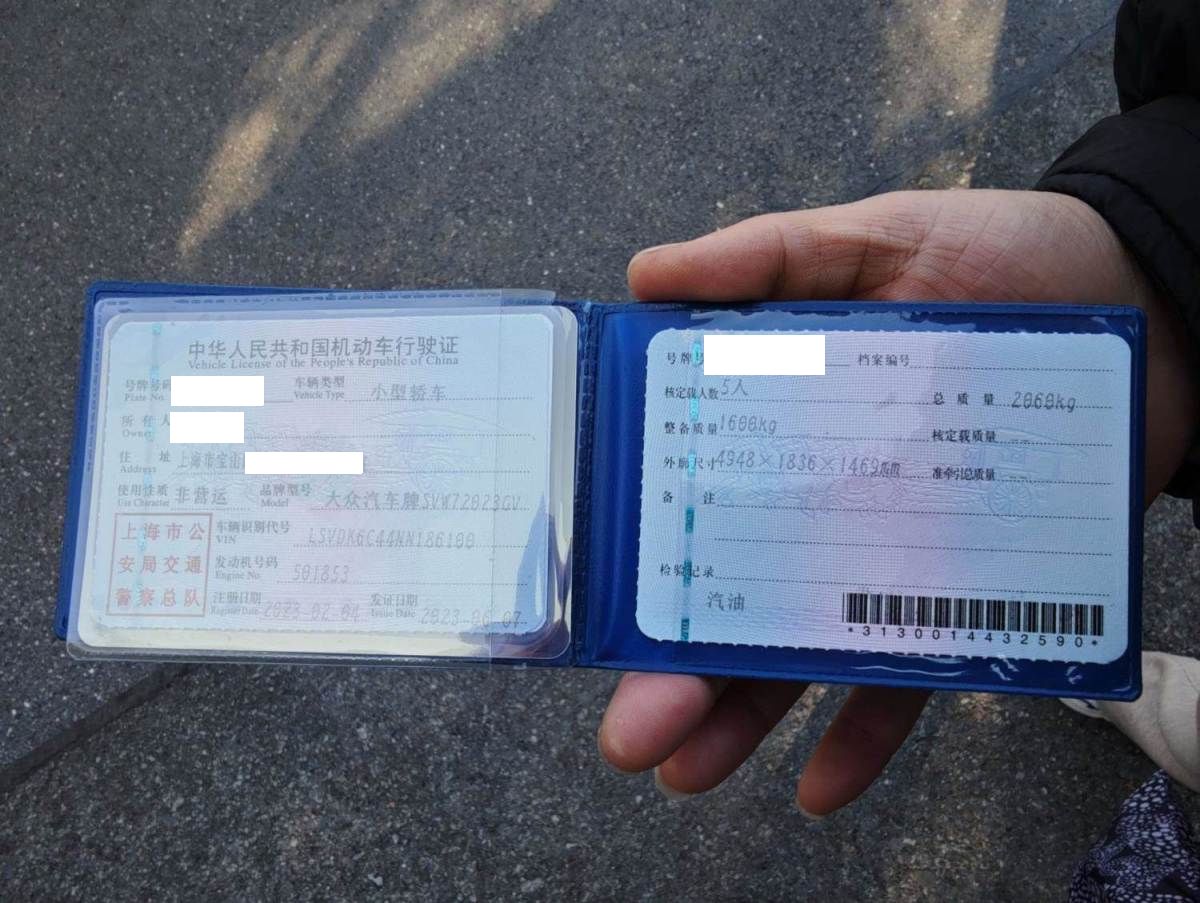 中华人民共和国机动车行驶证
Vehicle License of the People's Republic of China
号牌号码
Plate No.
车辆类型 小型轿车
Vehicle Type
所有人
Owner
住 址 上海市宝山
Address
使用性质 非营运 品牌型号 大众汽车牌SVW72023GV
Use Character Model
上海市公
安局交通
警察总队
车辆识别代号 LSVDK6C44NN186100
VIN
发动机号码 501853
Engine No.
注册日期 2023-02-04 发证日期 2023-06-07
Register Date Issue Date
号牌 档案编号
核定载人数 5人 总 质 量 2060kg
整备质量 1600kg 核定载质量 --
外廓尺寸 4948×1836×1469mm 准牵引总质量 --
备 注
检验记录
汽油
*3130014432590*